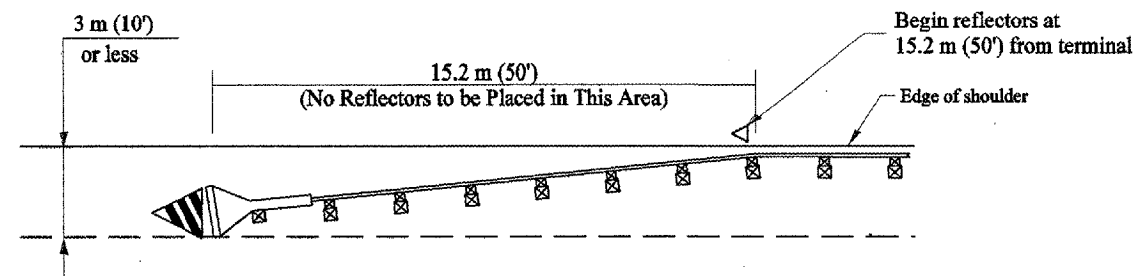 3 m (10')
or less
15.2 m (50')
(No Reflectors to be Placed in This Area)
Begin reflectors at
15.2 m (50') from terminal
Edge of shoulder